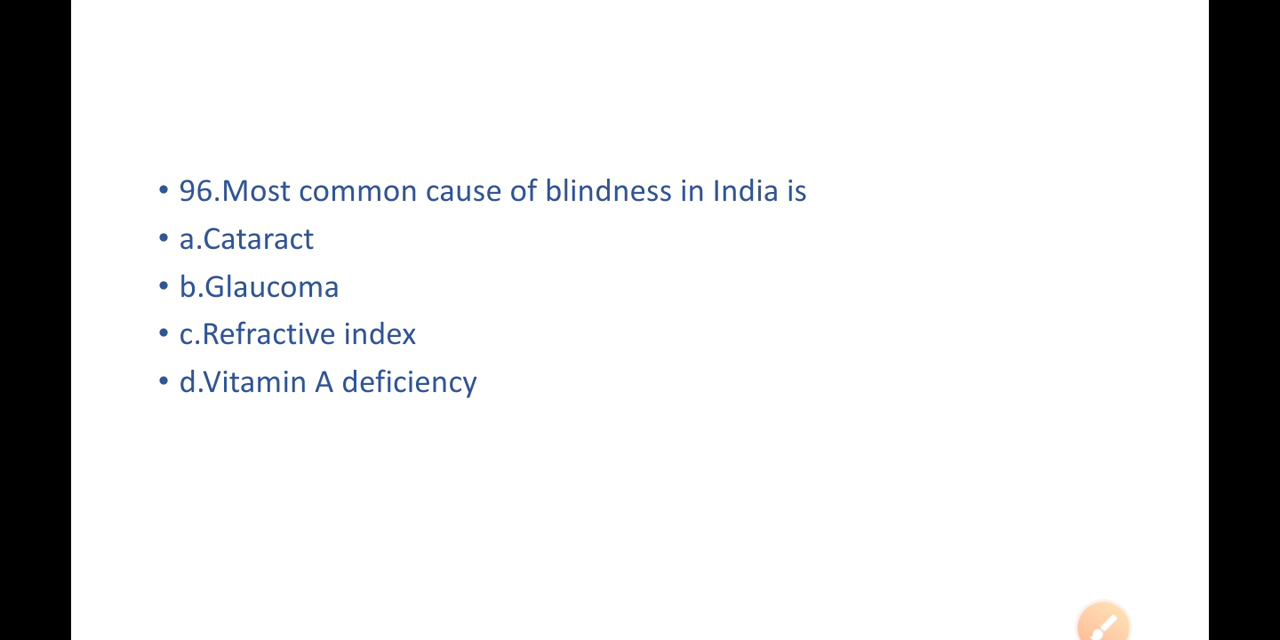 • 96.Most common cause of blindness in India is
• a.Cataract
• b.Glaucoma
• c.Refractive index
• d.Vitamin A deficiency